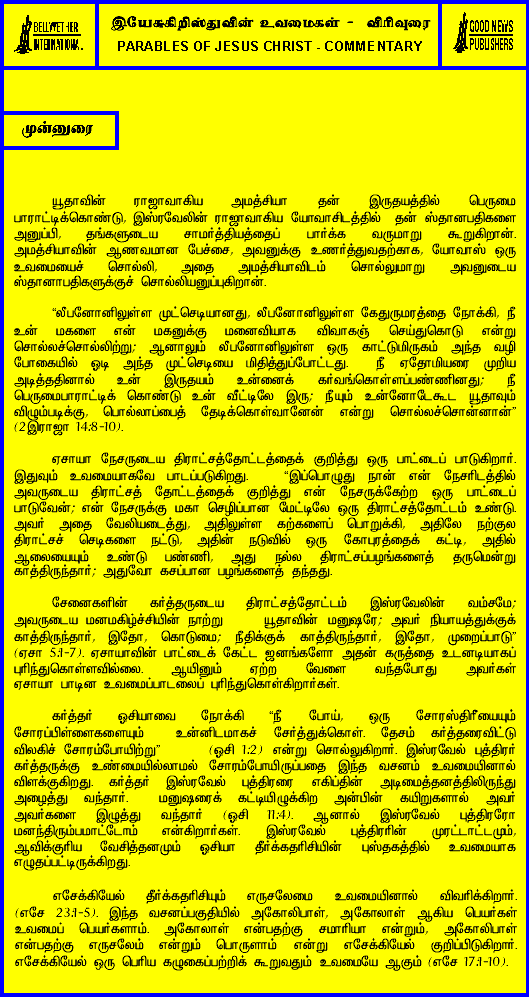 BELLWETHER
INTERNATIONAL.
இயேசுகிறிஸ்துவின் உவமைகள் - விரிவுரை
PARABLES OF JESUS CHRIST - COMMENTARY
GOOD NEWS
PUBLISHERS
முன்னுரை
யூதாவின் ராஜாவாகிய அமத்சியா தன் இருதயத்தில் பெருமை
பாராட்டிக்கொண்டு, இஸ்ரவேலின் ராஜாவாகிய யோவாசிடத்தில் தன் ஸ்தானபதிகளை
அனுப்பி, தங்களுடைய சாமர்த்தியத்தைப் பார்க்க வருமாறு கூறுகிறான்.
அமத்சியாவின் ஆணவமான பேச்சை, அவனுக்கு உணர்த்துவதற்காக, யோவாஸ் ஒரு
உவமையைச் சொல்லி, அதை அமத்சியாவிடம் சொல்லுமாறு அவனுடைய
ஸ்தானாபதிகளுக்குச் சொல்லியனுப்புகிறான்.
“லீபனோனிலுள்ள முட்செடியானது, லீபனோனிலுள்ள கேதுருமரத்தை நோக்கி, நீ
உன் மகளை என் மகனுக்கு மனைவியாக விவாகஞ் செய்துகொடு என்று
சொல்லச்சொல்லிற்று; ஆனாலும் லீபனோனிலுள்ள ஒரு காட்டுமிருகம் அந்த வழி
போகையில் ஓடி அந்த முட்செடியை மிதித்துப்போட்டது. நீ ஏதோமியரை முறிய
அடித்ததினால் உன் இருதயம் உன்னைக் கர்வங்கொள்ளப்பண்ணினது; நீ
பெருமைபாராட்டிக் கொண்டு உன் வீட்டிலே இரு; நீயும் உன்னோடேகூட யூதாவும்
விழும்படிக்கு, பொல்லாப்பைத் தேடிக்கொள்வானேன் என்று சொல்லச்சொன்னான்”
(2இராஜா 14:8-10).
ஏசாயா நேசருடைய திராட்சத்தோட்டத்தைக் குறித்து ஒரு பாட்டைப் பாடுகிறார்.
இதுவும் உவமையாகவே பாடப்படுகிறது. “இப்பொழுது நான் என் நேசரிடத்தில்
அவருடைய திராட்சத் தோட்டத்தைக் குறித்து என் நேசருக்கேற்ற ஒரு பாட்டைப்
பாடுவேன்; என் நேசருக்கு மகா செழிப்பான மேட்டிலே ஒரு திராட்சத்தோட்டம் உண்டு.
அவர் அதை வேலியடைத்து, அதிலுள்ள கற்களைப் பொறுக்கி, அதிலே நற்குல
திராட்சச் செடிகளை நட்டு, அதின் நடுவில் ஒரு கோபுரத்தைக் கட்டி, அதில்
ஆலையையும் உண்டு பண்ணி, அது நல்ல திராட்சப்பழங்களைத் தருமென்று
காத்திருந்தார்; அதுவோ கசப்பான பழங்களைத் தந்தது.
சேனைகளின் கர்த்தருடைய திராட்சத்தோட்டம் இஸ்ரவேலின் வம்சமே;
அவருடைய மனமகிழ்ச்சியின் நாற்று யூதாவின் மனுஷரே; அவர் நியாயத்துக்குக்
காத்திருந்தார், இதோ, கொடுமை; நீதிக்குக் காத்திருந்தார், இதோ, முறைப்பாடு”
(ஏசா 5:1-7). ஏசாயாவின் பாட்டைக் கேட்ட ஜனங்களோ அதன் கருத்தை உடனடியாகப்
புரிந்துகொள்ளவில்லை. ஆயினும் ஏற்ற வேளை வந்தபோது அவர்கள்
ஏசாயா பாடின உவமைப்பாடலைப் புரிந்துகொள்கிறார்கள்.
கர்த்தர் ஓசியாவை நோக்கி “நீ போய், ஒரு சோரஸ்திரீயையும்
சோரப்பிள்ளைகளையும் உன்னிடமாகச் சேர்த்துக்கொள். தேசம் கர்த்தரைவிட்டு
விலகிச் சோரம்போயிற்று” (ஓசி 1:2) என்று சொல்லுகிறார். இஸ்ரவேல் புத்திரர்
கர்த்தருக்கு உண்மையில்லாமல் சோரம்போயிருப்பதை இந்த வசனம் உவமையினால்
விளக்குகிறது. கர்த்தர் இஸ்ரவேல் புத்திரரை எகிப்தின் அடிமைத்தனத்திலிருந்து
அழைத்து வந்தார். மனுஷரைக் கட்டியிழுக்கிற அன்பின் கயிறுகளால் அவர்
அவர்களை இழுத்து வந்தார் (ஓசி 11:4). ஆனால் இஸ்ரவேல் புத்திரரோ
மனந்திரும்பமாட்டோம் என்கிறார்கள். இஸ்ரவேல் புத்திரரின் முரட்டாட்டமும்,
ஆவிக்குரிய வேசித்தனமும் ஓசியா தீர்க்கதரிசியின் புஸ்தகத்தில் உவமையாக
எழுதப்பட்டிருக்கிறது.
எசேக்கியேல் தீர்க்கதரிசியும் எருசலேமை உவமையினால் விவரிக்கிறார்.
(எசே 23:1-5). இந்த வசனப்பகுதியில் அகோலிபாள், அகோலாள் ஆகிய பெயர்கள்
உவமைப் பெயர்களாம். அகோலாள் என்பதற்கு சமாரியா என்றும், அகோலிபாள்
என்பதற்கு எருசலேம் என்றும் பொருளாம் என்று எசேக்கியேல் குறிப்பிடுகிறார்.
எசேக்கியேல் ஒரு பெரிய கழுகைப்பற்றிக் கூறுவதும் உவமையே ஆகும் (எசே 17:1-10).